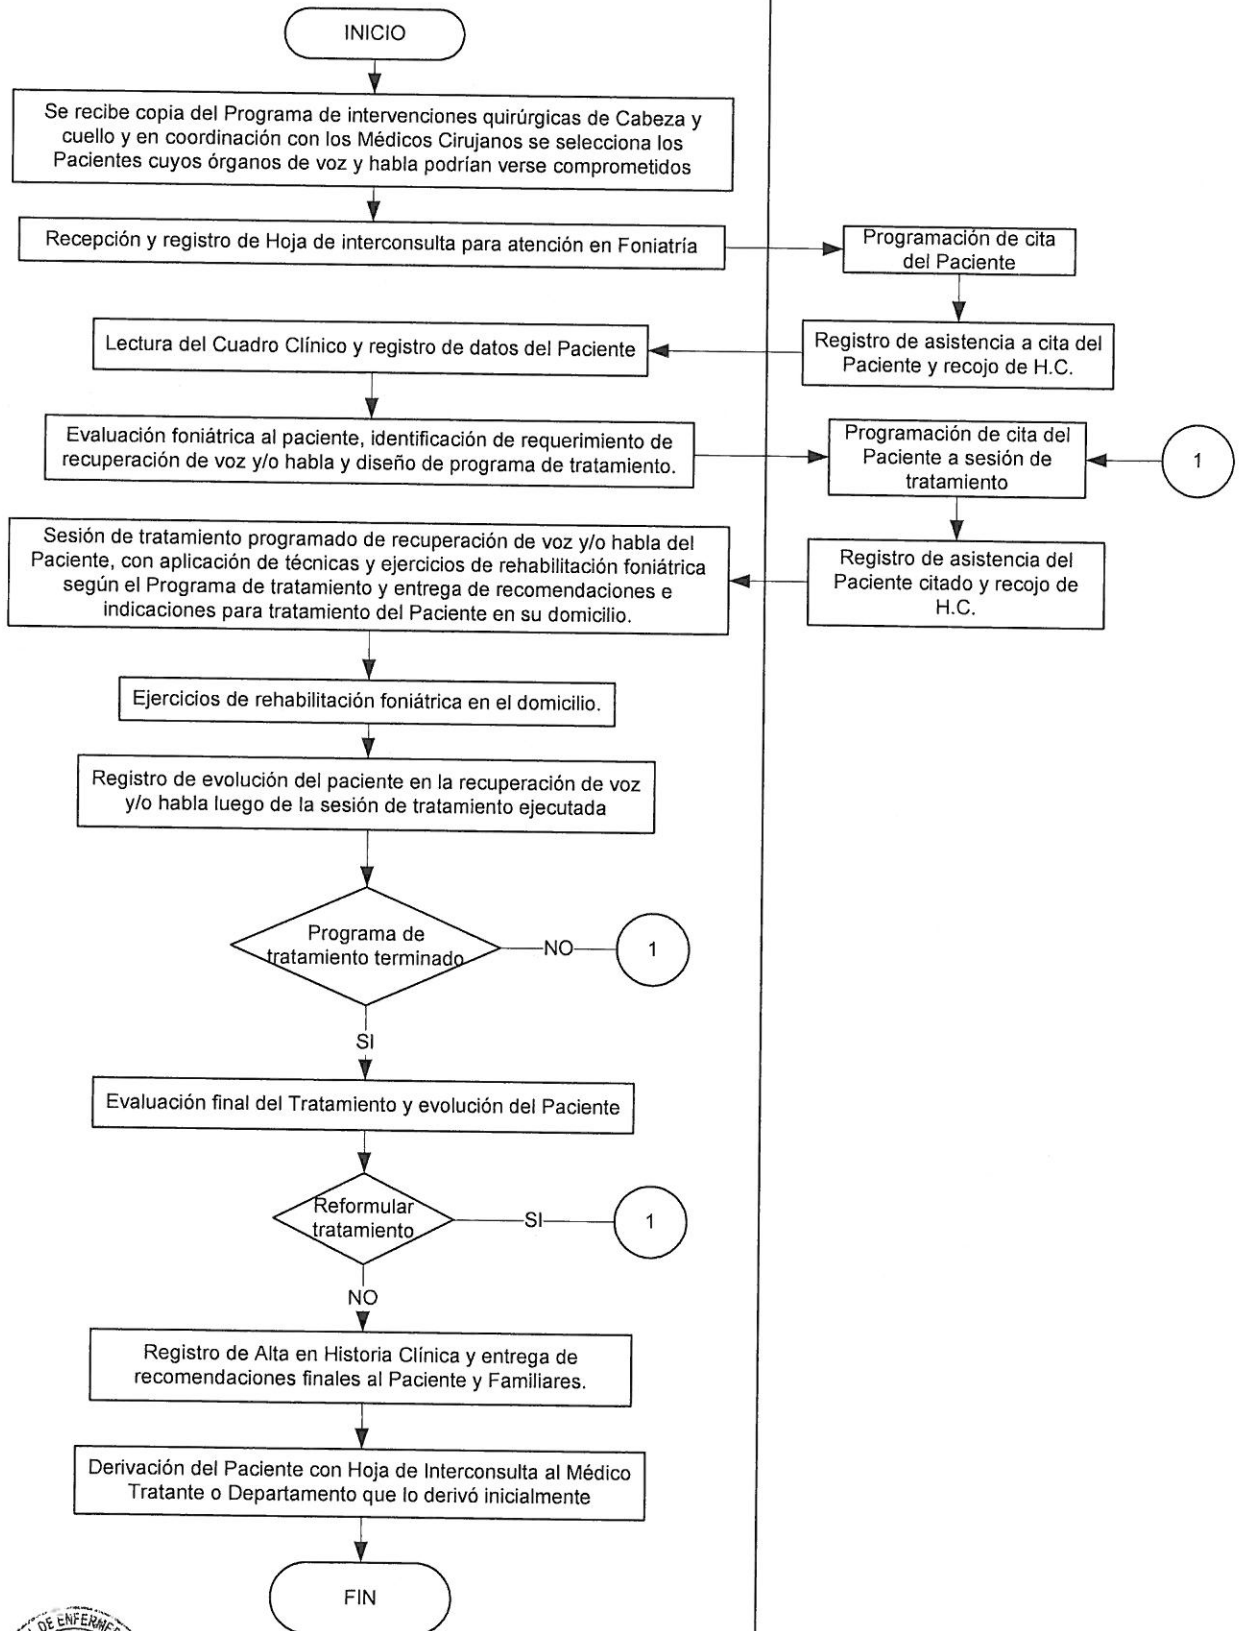 INICIO
Se recibe copia del Programa de intervenciones quirúrgicas de Cabeza y
cuello y en coordinación con los Médicos Cirujanos se selecciona los
Pacientes cuyos órganos de voz y habla podrían verse comprometidos
Recepción y registro de Hoja de interconsulta para atención en Foniatría
Programación de cita
del Paciente
Registro de asistencia a cita del
Paciente y recojo de H.C.
Lectura del Cuadro Clínico y registro de datos del Paciente
Evaluación foniátrica al paciente, identificación de requerimiento de
recuperación de voz y/o habla y diseño de programa de tratamiento.
Programación de cita del
Paciente a sesión de
tratamiento
1
Registro de asistencia del
Paciente citado y recojo de
H.C.
Sesión de tratamiento programado de recuperación de voz y/o habla del
Paciente, con aplicación de técnicas y ejercicios de rehabilitación foniátrica
según el Programa de tratamiento y entrega de recomendaciones e
indicaciones para tratamiento del Paciente en su domicilio.
Ejercicios de rehabilitación foniátrica en el domicilio.
Registro de evolución del paciente en la recuperación de voz
y/o habla luego de la sesión de tratamiento ejecutada
Programa de
tratamiento terminado
NO
1
SI
Evaluación final del Tratamiento y evolución del Paciente
Reformular
tratamiento
SI
1
NO
Registro de Alta en Historia Clínica y entrega de
recomendaciones finales al Paciente y Familiares.
Derivación del Paciente con Hoja de Interconsulta al Médico
Tratante o Departamento que lo derivó inicialmente
FIN
DE